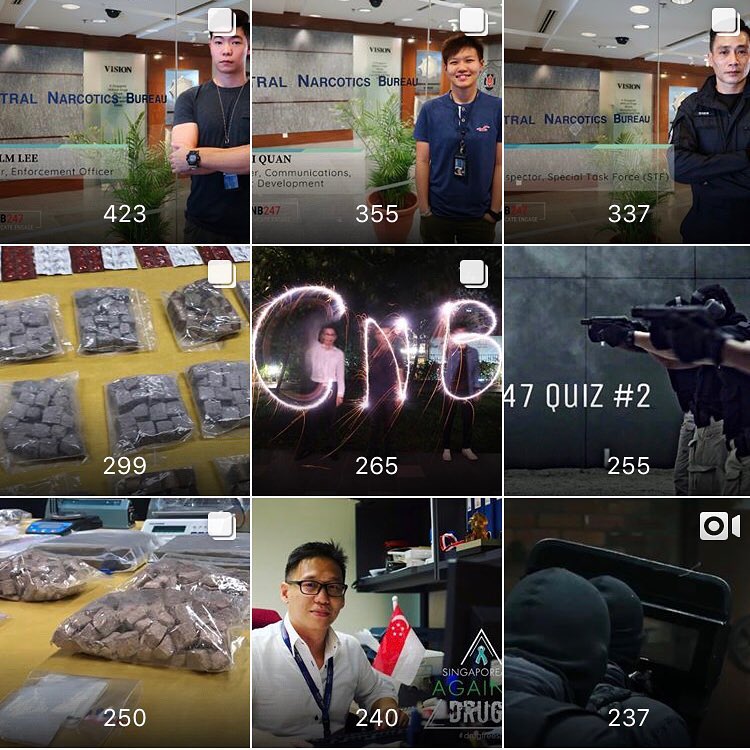 VISION
TRAL NARCOTICS BUREAU
LM LEE
r, Enforcement Officer
NB247
423
VISION
TRAL NARCOTICS BUREAU
I QUAN
er, Communications,
Development
NB247
355
VISION
TRAL NARCOTICS BUREAU
spector, Special Task Force (STF)
NB247
337
299
CNB
265
47 QUIZ #2
255
250
SINGAPORE
AGAIN
DRUG
240
237